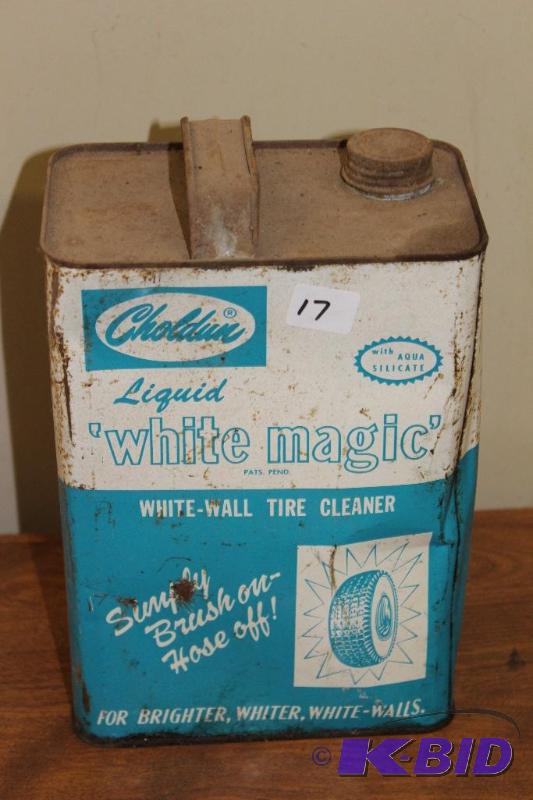 Choldun®
17
with AQUA
SILICATE
Liquid
'white magic'
PATS. PEND.
WHITE-WALL TIRE CLEANER
Simply
Brush on-
Hose off!
FOR BRIGHTER, WHITER, WHITE-WALLS.
© K-BID